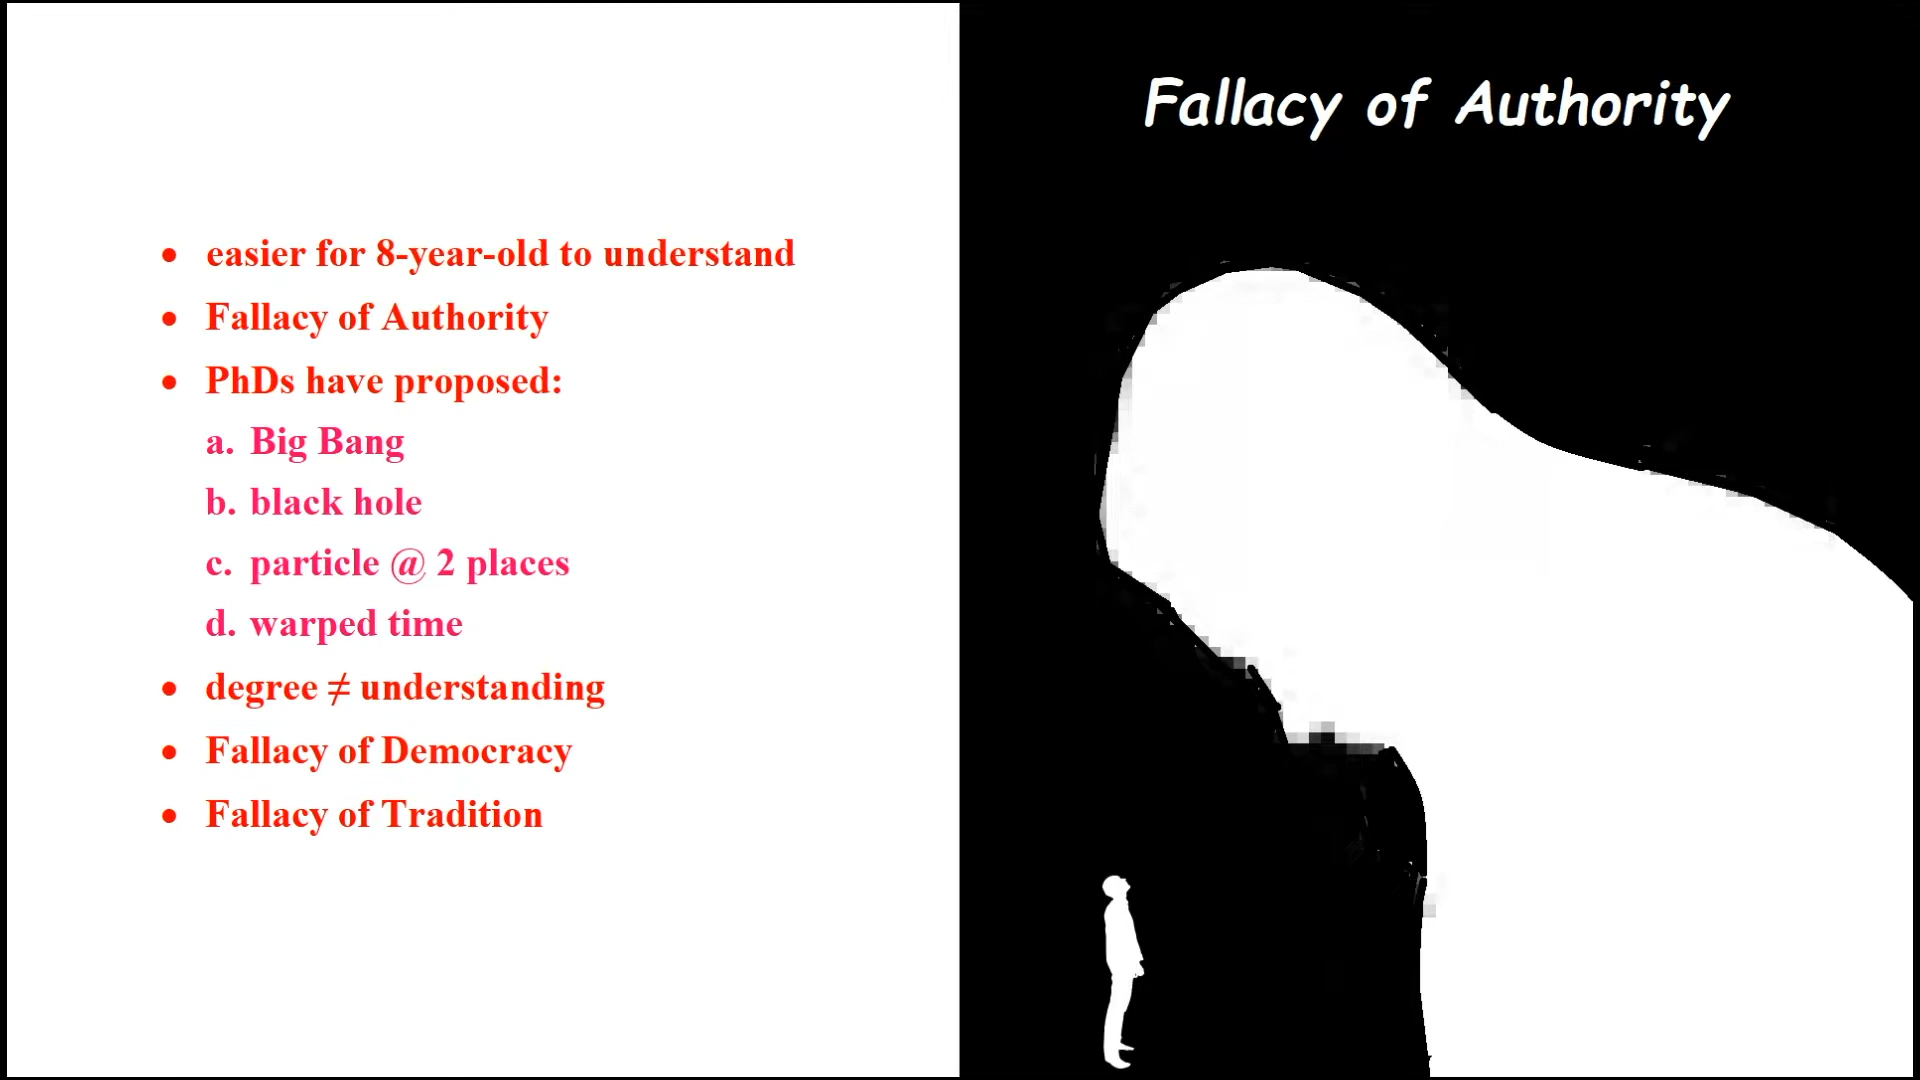 Fallacy of Authority
• easier for 8-year-old to understand
• Fallacy of Authority
• PhDs have proposed:
a. Big Bang
b. black hole
c. particle @ 2 places
d. warped time
• degree ≠ understanding
• Fallacy of Democracy
• Fallacy of Tradition